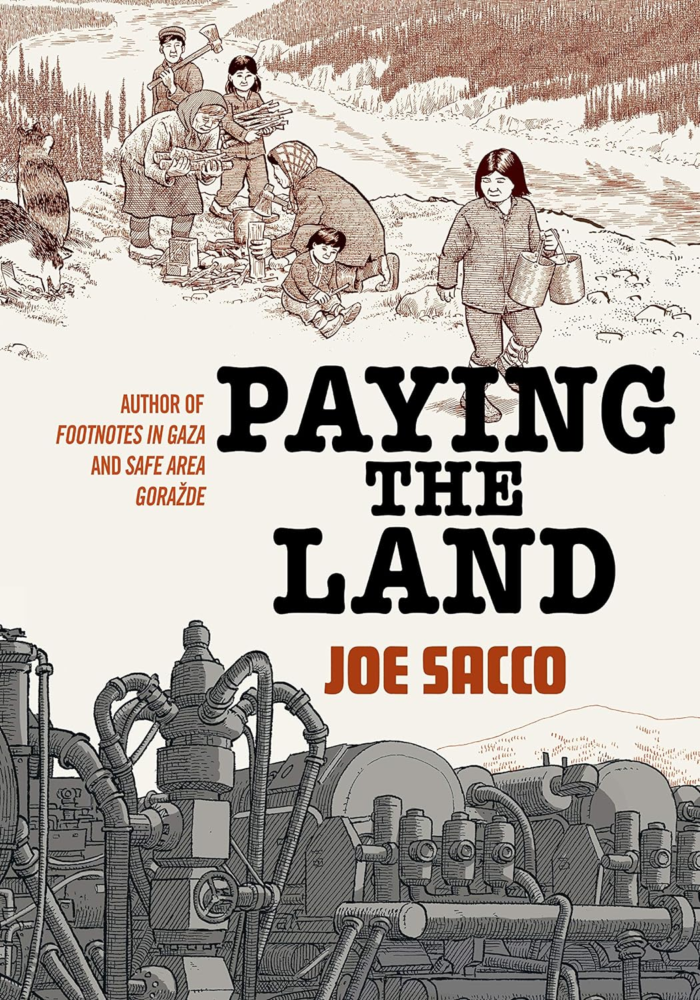 AUTHOR OF
FOOTNOTES IN GAZA
AND SAFE AREA
GORAŽDE
PAYING
THE
LAND
JOE SACCO